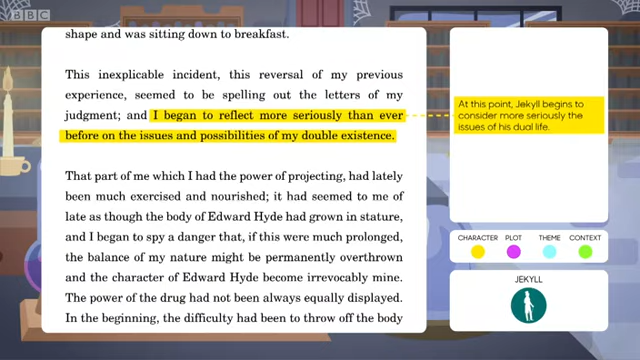 BBC
shape and was sitting down to breakfast.
This inexplicable incident, this reversal of my previous
experience, seemed to be spelling out the letters of my
judgment; and I began to reflect more seriously than ever
before on the issues and possibilities of my double existence.
That part of me which I had the power of projecting, had lately
been much exercised and nourished; it had seemed to me of
late as though the body of Edward Hyde had grown in stature,
and I began to spy a danger that, if this were much prolonged,
the balance of my nature might be permanently overthrown
and the character of Edward Hyde become irrevocably mine.
The power of the drug had not been always equally displayed.
In the beginning, the difficulty had been to throw off the body
At this point, Jekyll begins to
consider more seriously the
issues of his dual life.
CHARACTER PLOT THEME CONTEXT
JEKYLL